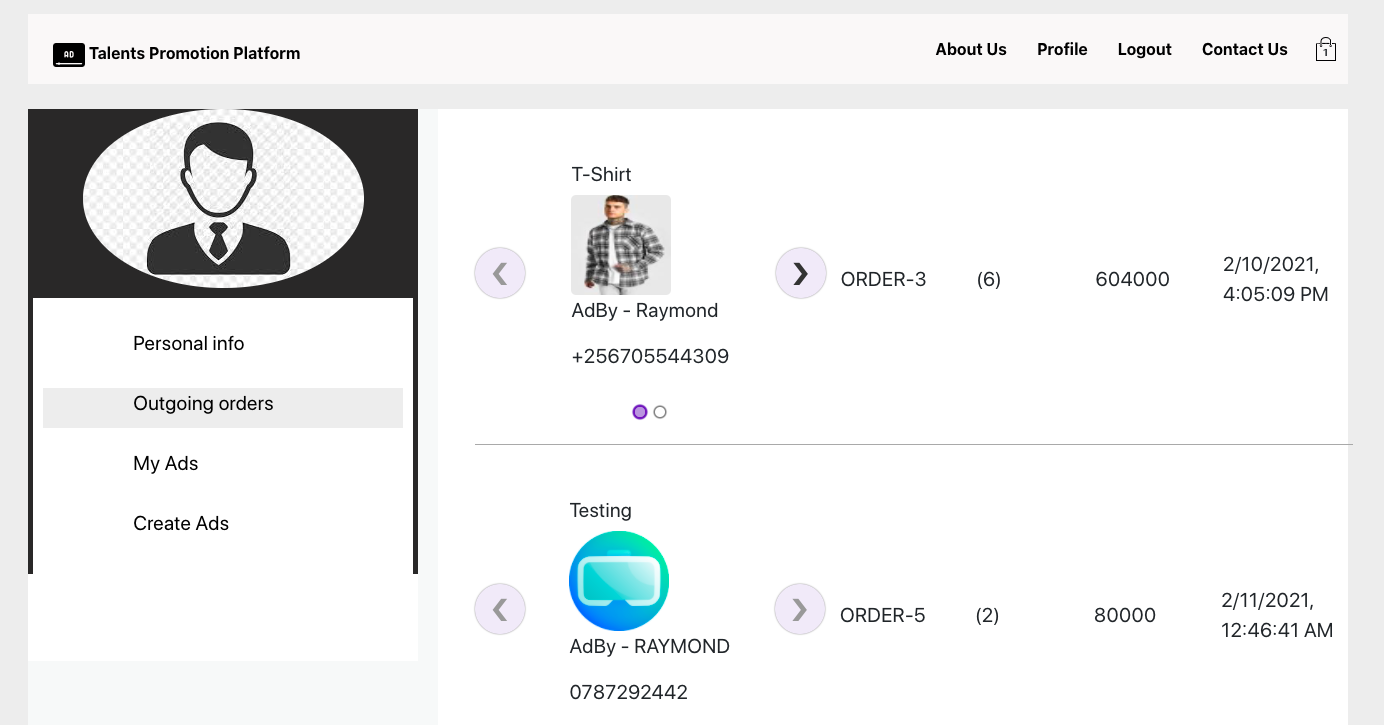 AD
Talents Promotion Platform
About Us
Profile
Logout
Contact Us
1
Personal info
Outgoing orders
My Ads
Create Ads
T-Shirt
AdBy - Raymond
+256705544309
ORDER-3
(6)
604000
2/10/2021,
4:05:09 PM
Testing
AdBy - RAYMOND
0787292442
ORDER-5
(2)
80000
2/11/2021,
12:46:41 AM